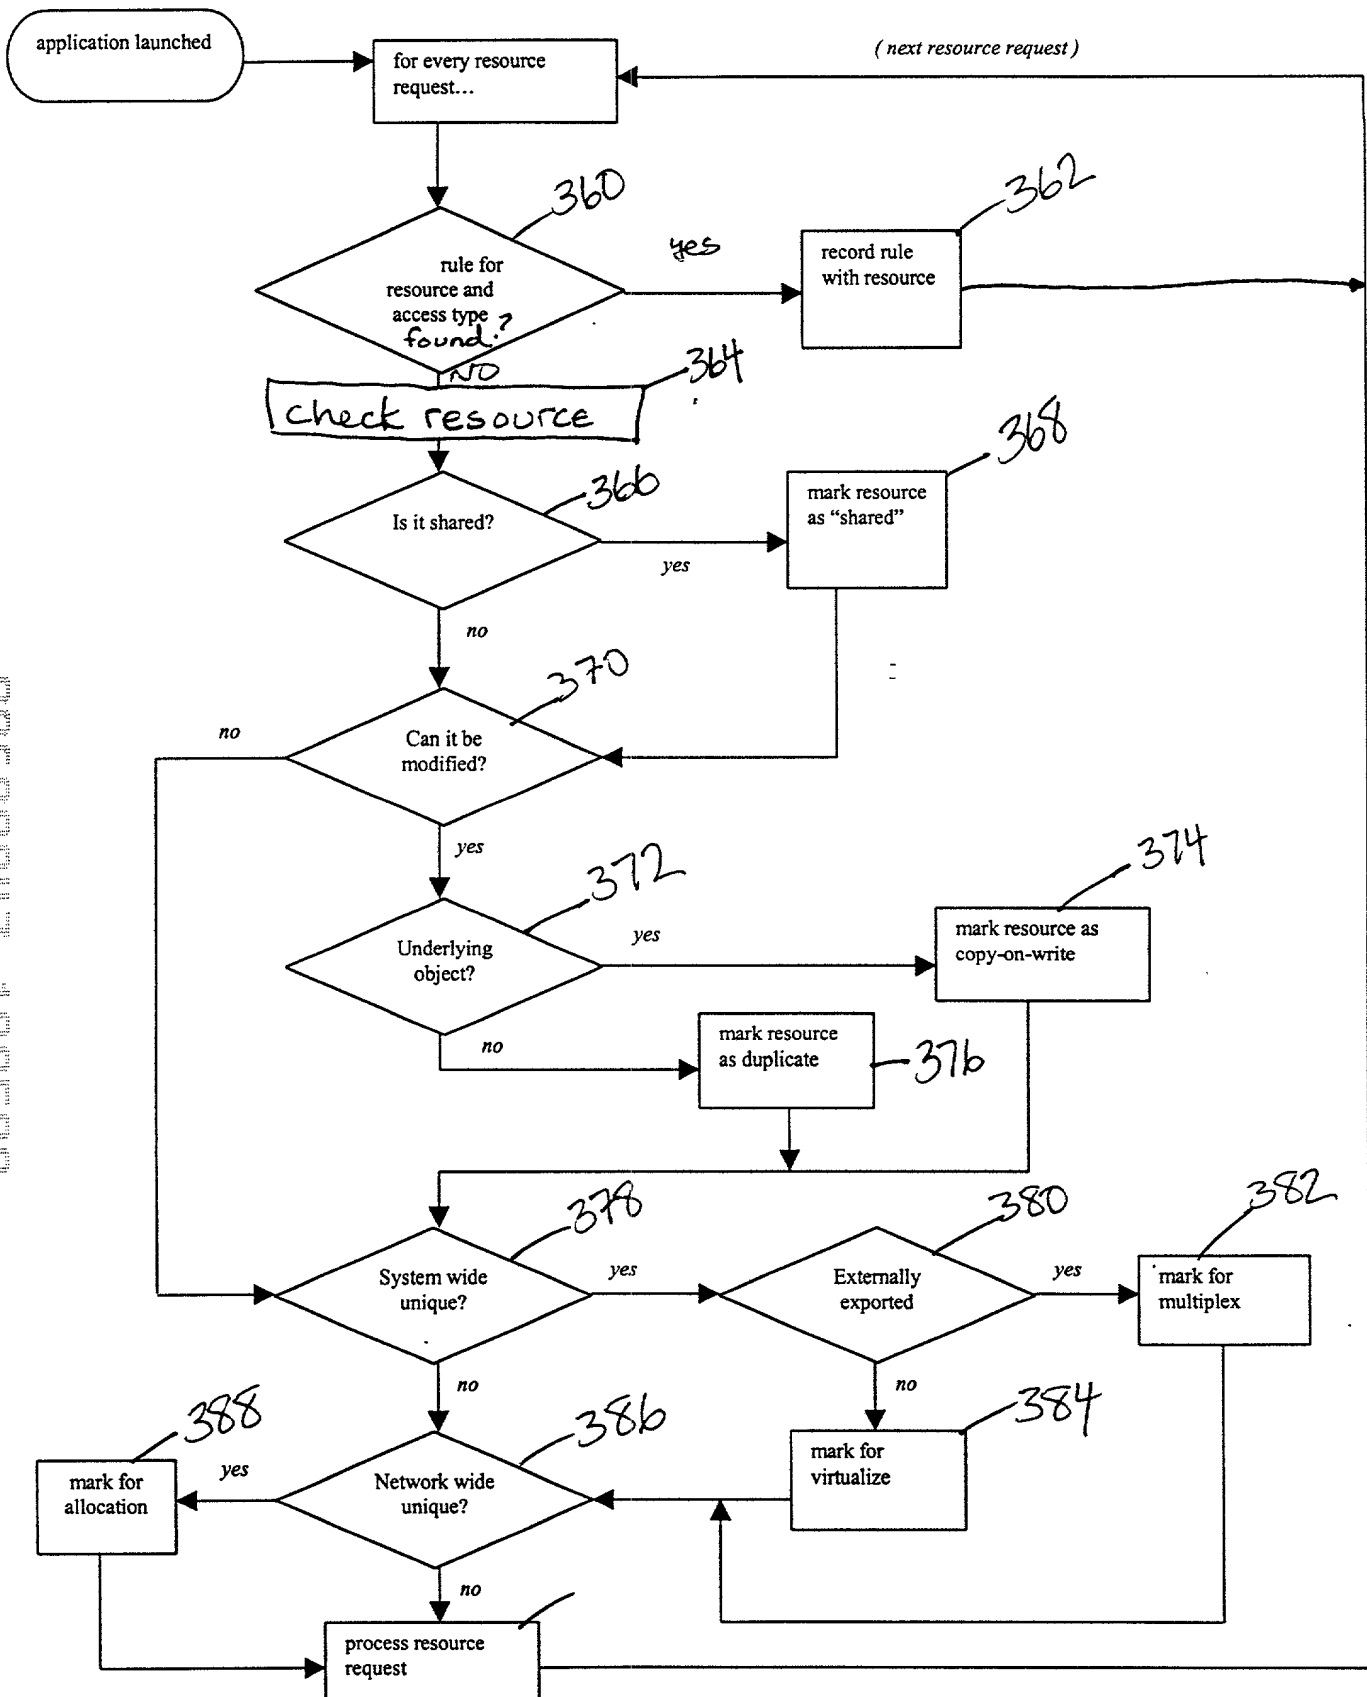 application launched
for every resource
request...
( next resource request )
360
362
rule for
resource and
access type
found?
yes
record rule
with resource
NO
364
check resource
366
368
Is it shared?
yes
mark resource
as “shared”
no
370
no
Can it be
modified?
yes
372
374
Underlying
object?
yes
mark resource as
copy-on-write
no
mark resource
as duplicate
376
378
380
382
System wide
unique?
yes
Externally
exported
yes
mark for
multiplex
no
no
384
388
386
mark for
allocation
yes
Network wide
unique?
mark for
virtualize
no
process resource
request